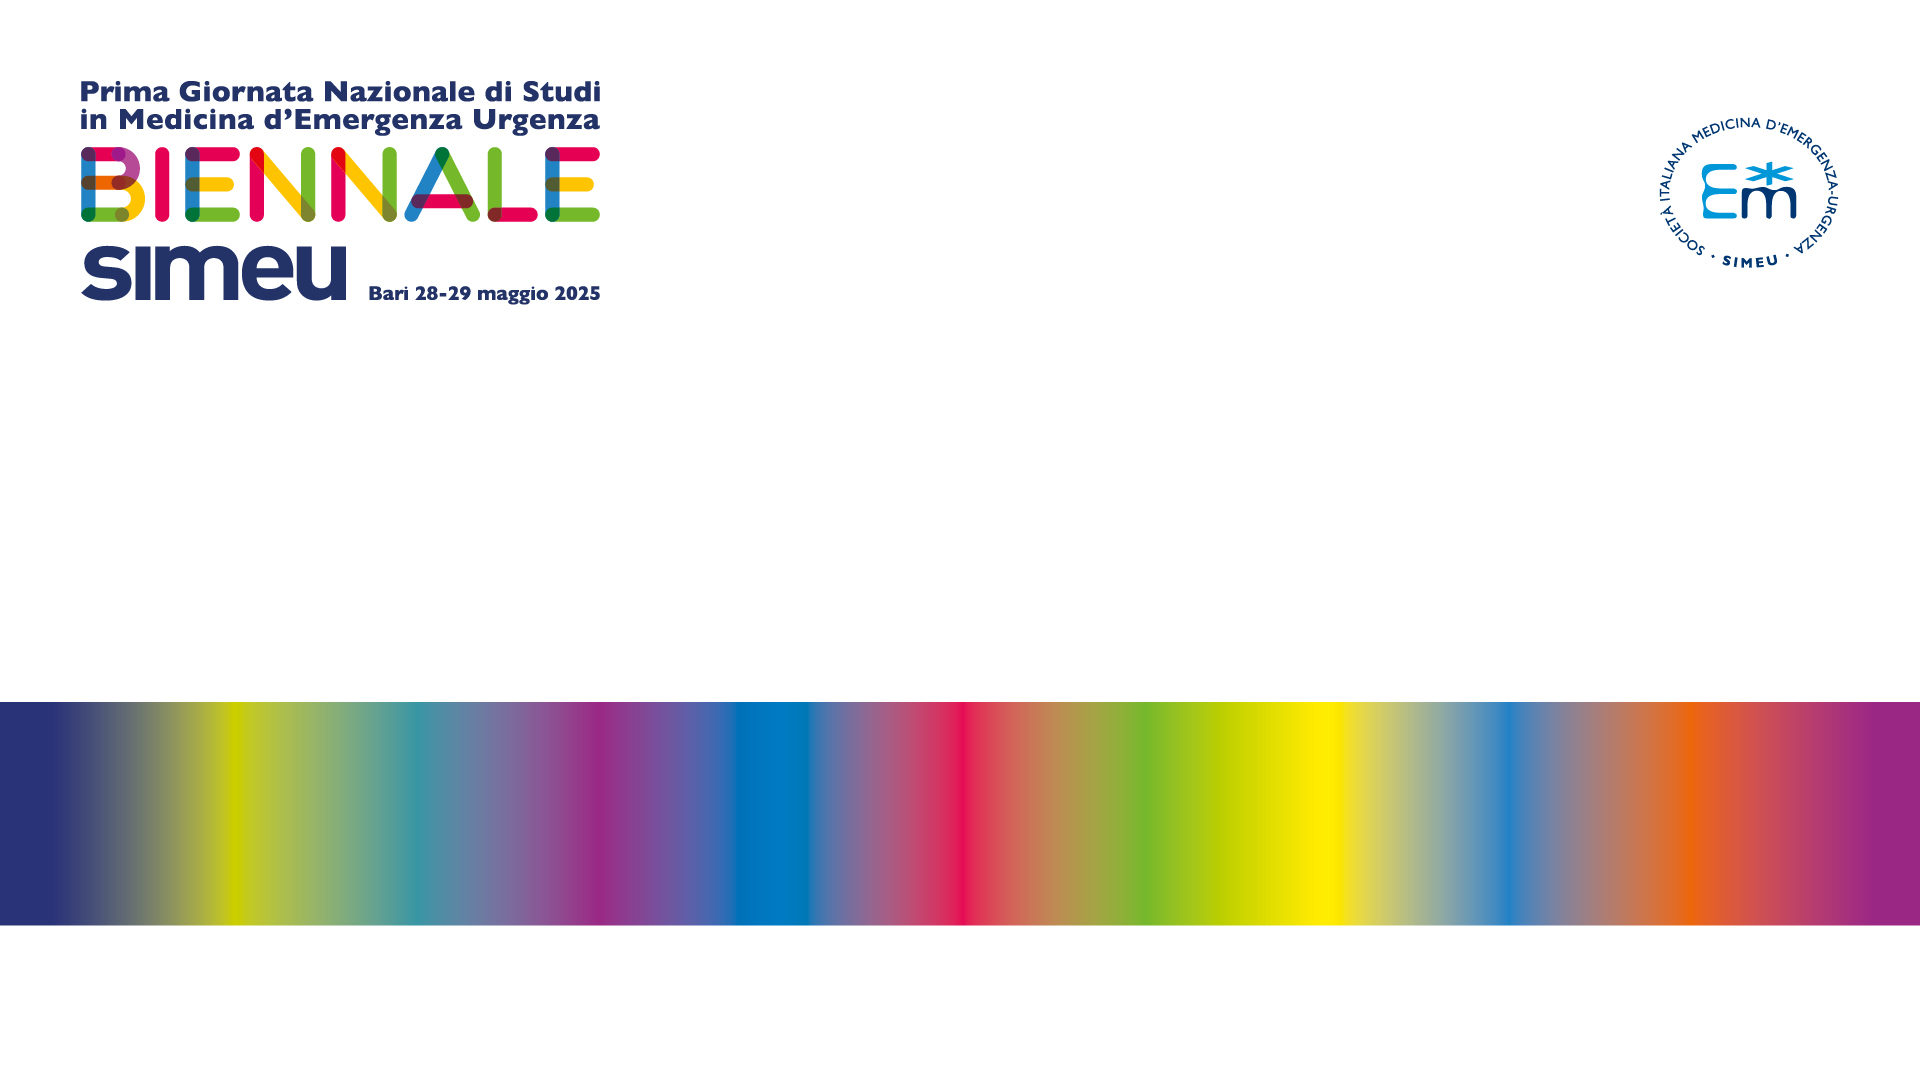 Prima Giornata Nazionale di Studi
in Medicina d’Emergenza Urgenza
BIENNALE
simeu
Bari 28-29 maggio 2025
SOCIETÀ ITALIANA MEDICINA D’EMERGENZA-URGENZA
Em
• SIMEU •